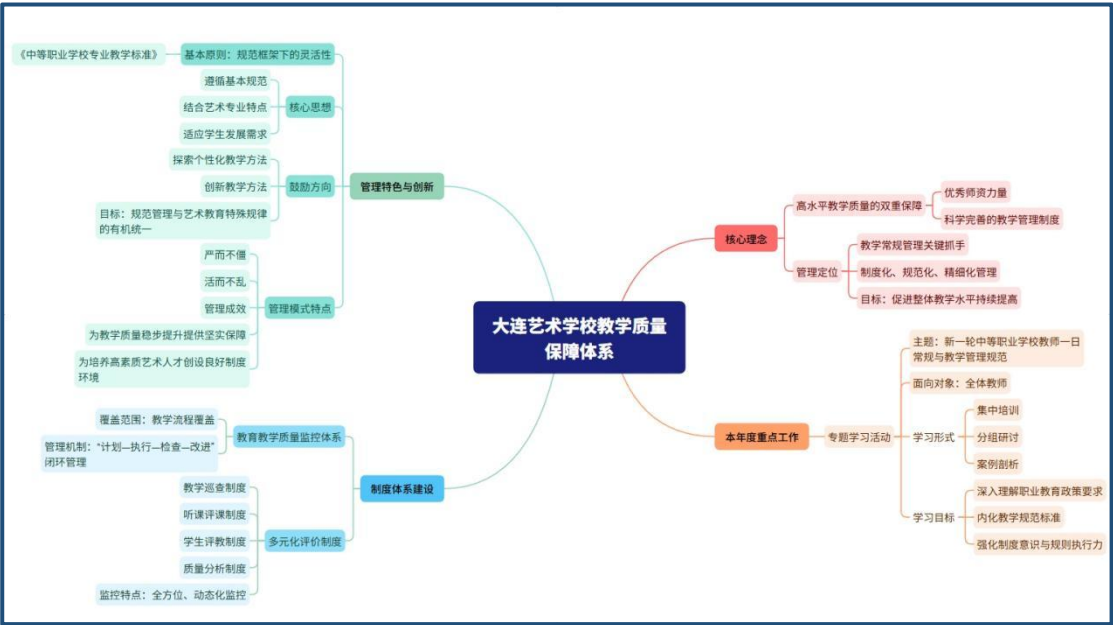 大连艺术学校教学质量
保障体系
核心理念
高水平教学质量的双重保障
优秀师资力量
科学完善的教学管理制度
管理定位
教学常规管理关键抓手
制度化、规范化、精细化管理
目标：促进整体教学水平持续提高
本年度重点工作
专题学习活动
主题：新一轮中等职业学校教师一日
常规与教学管理规范
面向对象：全体教师
学习形式
集中培训
分组研讨
案例剖析
学习目标
深入理解职业教育政策要求
内化教学规范标准
强化制度意识与规则执行力
管理特色与创新
基本原则：规范框架下的灵活性
《中等职业学校专业教学标准》
核心思想
遵循基本规范
结合艺术专业特点
适应学生发展需求
鼓励方向
探索个性化教学方法
创新教学方法
目标：规范管理与艺术教育特殊规律
的有机统一
管理模式特点
严而不僵
活而不乱
管理成效
为教学质量稳步提升提供坚实保障
为培养高素质艺术人才创设良好制度
环境
制度体系建设
教育教学质量监控体系
覆盖范围：教学流程覆盖
管理机制：“计划—执行—检查—改进”
闭环管理
多元化评价制度
教学巡查制度
听课评课制度
学生评教制度
质量分析制度
监控特点：全方位、动态化监控